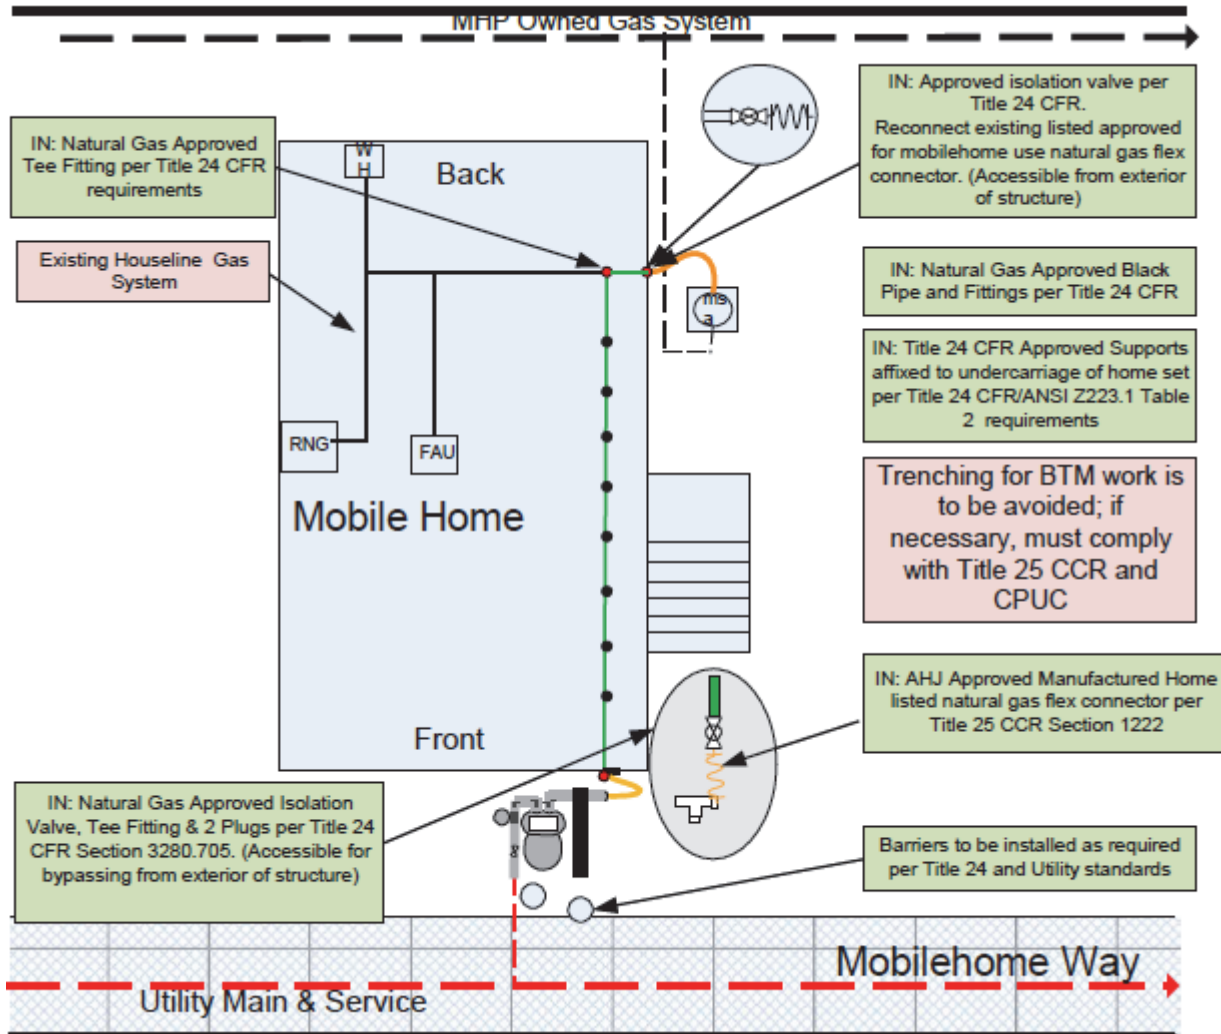 MHP Owned Gas System
IN: Approved isolation valve per
Title 24 CFR.
Reconnect existing listed approved
for mobilehome use natural gas flex
connector. (Accessible from exterior
of structure)
IN: Natural Gas Approved
Tee Fitting per Title 24 CFR
requirements
W
H
Back
Existing Houseline Gas
System
IN: Natural Gas Approved Black
Pipe and Fittings per Title 24 CFR
ms
a
IN: Title 24 CFR Approved Supports
affixed to undercarriage of home set
per Title 24 CFR/ANSI Z223.1 Table
2 requirements
RNG
FAU
Mobile Home
Trenching for BTM work is
to be avoided; if
necessary, must comply
with Title 25 CCR and
CPUC
IN: AHJ Approved Manufactured Home
listed natural gas flex connector per
Title 25 CCR Section 1222
Front
IN: Natural Gas Approved Isolation
Valve, Tee Fitting & 2 Plugs per Title 24
CFR Section 3280.705. (Accessible for
bypassing from exterior of structure)
Barriers to be installed as required
per Title 24 and Utility standards
Mobilehome Way
Utility Main & Service